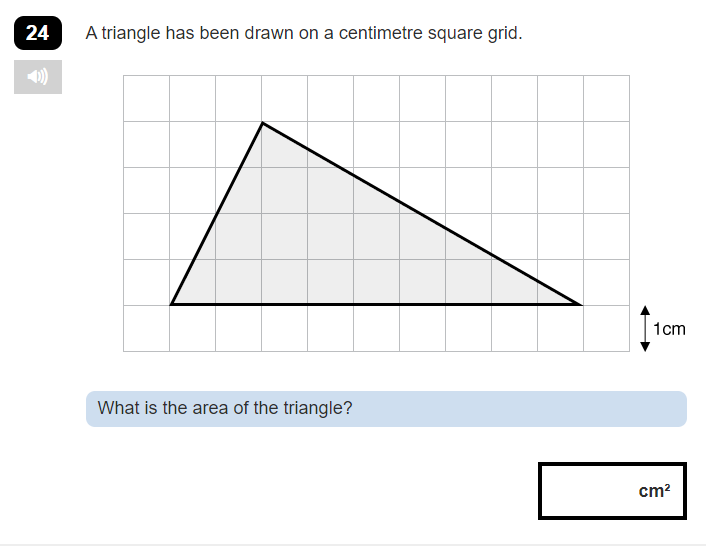 24
A triangle has been drawn on a centimetre square grid.
1cm
What is the area of the triangle?
cm²